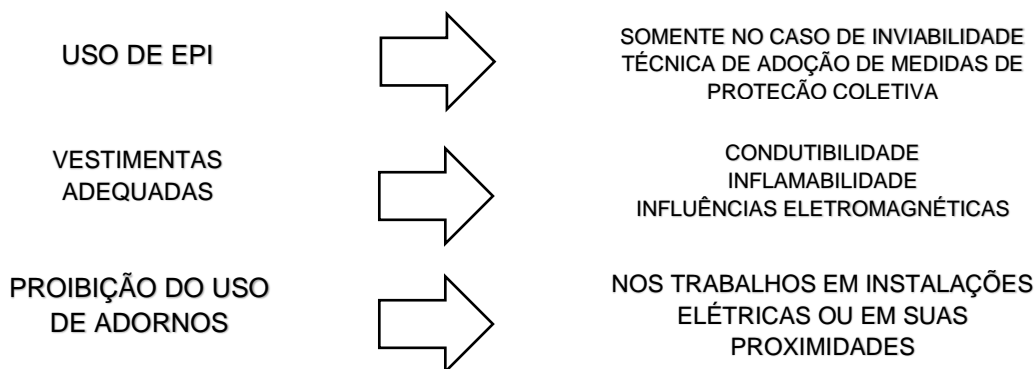 USO DE EPI
SOMENTE NO CASO DE INVIABILIDADE
TÉCNICA DE ADOÇÃO DE MEDIDAS DE
PROTEÇÃO COLETIVA
VESTIMENTAS
ADEQUADAS
CONDUTIBILIDADE
INFLAMABILIDADE
INFLUÊNCIAS ELETROMAGNÉTICAS
PROIBIÇÃO DO USO
DE ADORNOS
NOS TRABALHOS EM INSTALAÇÕES
ELÉTRICAS OU EM SUAS
PROXIMIDADES